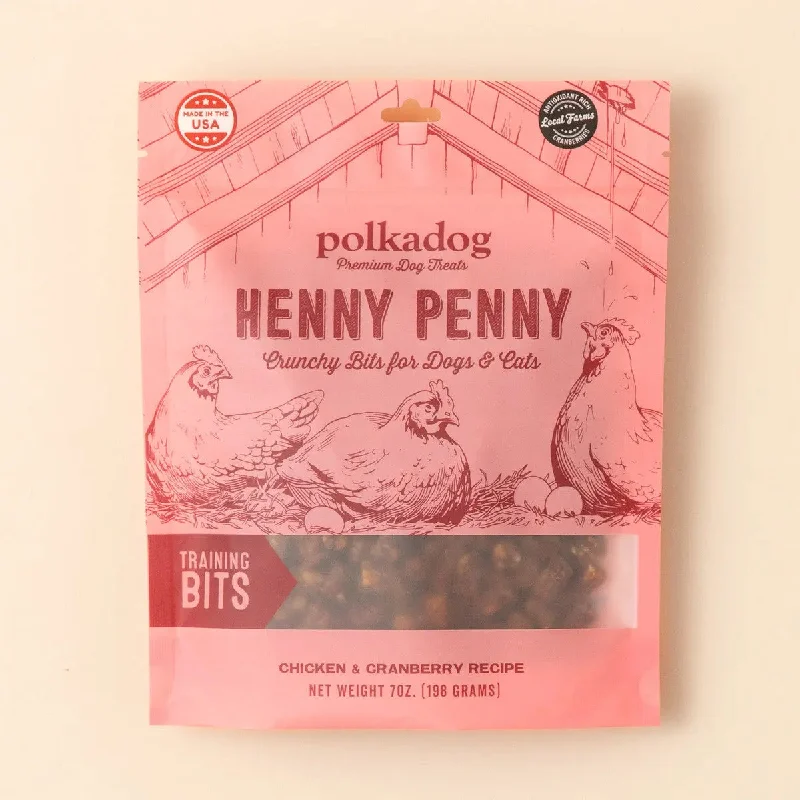 MADE IN THE
USA
ANTIOXIDANT RICH
Local Farms
CRANBERRIES
polkadog
Premium Dog Treats
HENNY PENNY
Crunchy Bits for Dogs & Cats
TRAINING
BITS
CHICKEN & CRANBERRY RECIPE
NET WEIGHT 7OZ. (196 GRAMS)